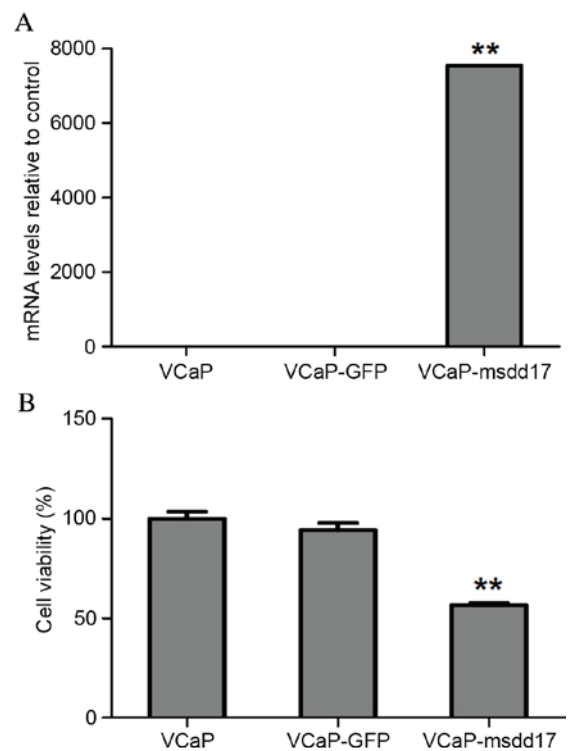 A
mRNA levels relative to control
8000
6000
4000
2000
0
**
VCaP VCaP-GFP VCaP-msdd17
B
Cell viability (%)
150
100
50
0
**
VCaP VCaP-GFP VCaP-msdd17